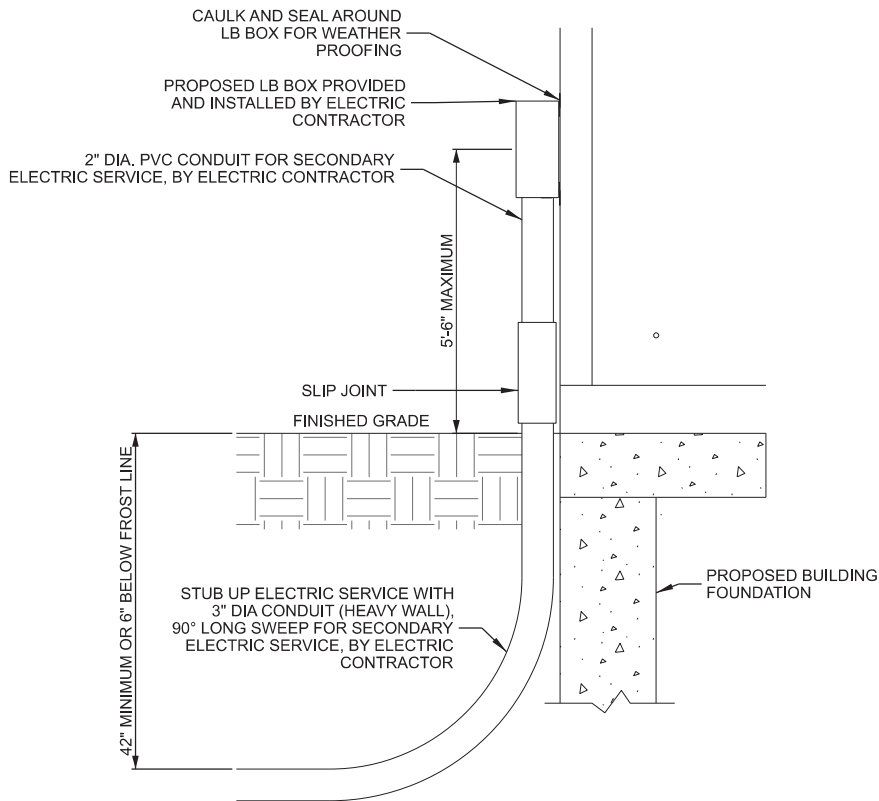 CAULK AND SEAL AROUND
LB BOX FOR WEATHER
PROOFING
PROPOSED LB BOX PROVIDED
AND INSTALLED BY ELECTRIC
CONTRACTOR
2" DIA. PVC CONDUIT FOR SECONDARY
ELECTRIC SERVICE, BY ELECTRIC CONTRACTOR
5'-6" MAXIMUM
SLIP JOINT
FINISHED GRADE
42" MINIMUM OR 6" BELOW FROST LINE
STUB UP ELECTRIC SERVICE WITH
3" DIA CONDUIT (HEAVY WALL),
90° LONG SWEEP FOR SECONDARY
ELECTRIC SERVICE, BY ELECTRIC
CONTRACTOR
PROPOSED BUILDING
FOUNDATION